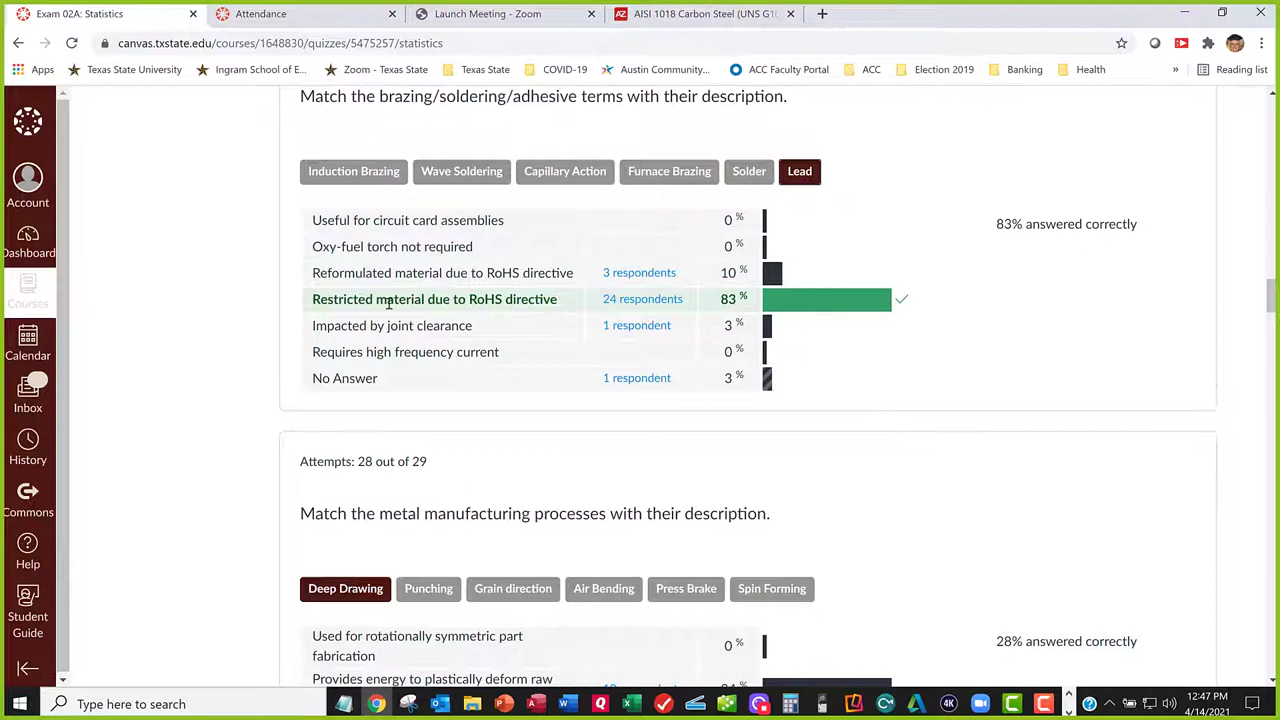 Exam 02A: Statistics
Attendance
Launch Meeting - Zoom
AISI 1018 Carbon Steel (UNS G10
canvas.txstate.edu/courses/1648830/quizzes/5475257/statistics
Apps
Texas State University
Ingram School of E...
Zoom - Texas State
Texas State
COVID-19
Austin Community...
ACC Faculty Portal
ACC
Election 2019
Banking
Health
»
Reading list
Match the brazing/soldering/adhesive terms with their description.
Induction Brazing
Wave Soldering
Capillary Action
Furnace Brazing
Solder
Lead
Useful for circuit card assemblies 0 %
83% answered correctly
Oxy-fuel torch not required 0 %
Reformulated material due to RoHS directive 3 respondents 10 %
Restricted material due to RoHS directive 24 respondents 83 %
Impacted by joint clearance 1 respondent 3 %
Requires high frequency current 0 %
No Answer 1 respondent 3 %
Attempts: 28 out of 29
Match the metal manufacturing processes with their description.
Deep Drawing
Punching
Grain direction
Air Bending
Press Brake
Spin Forming
Used for rotationally symmetric part
fabrication
0 %
28% answered correctly
Provides energy to plastically deform raw
Account
Dashboard
Courses
Calendar
Inbox
History
Commons
Help
Student
Guide
Type here to search
4K
12:47 PM
4/14/2021